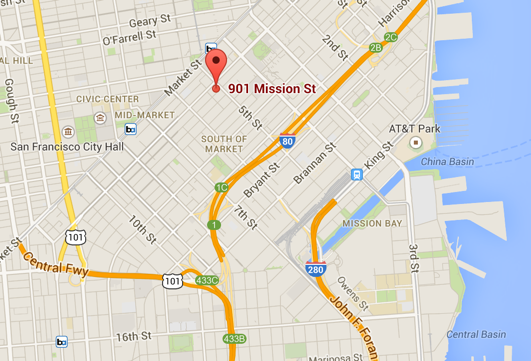 Geary St
O'Farrell St
Harrison
2nd St
2C
2B
Market St
901 Mission St
CIVIC CENTER
MID-MARKET
ba
Gough St
San Francisco City Hall
5th St
SOUTH OF
MARKET
80
AT&T Park
King St
Brannan St
China Basin
1C
Bryant St
7th St
1
10th St
101
MISSION BAY
3rd St
Central Fwy
101
433C
280
Owens St
John F. Foran
16th St
433B
Central Basin
Mariposa St